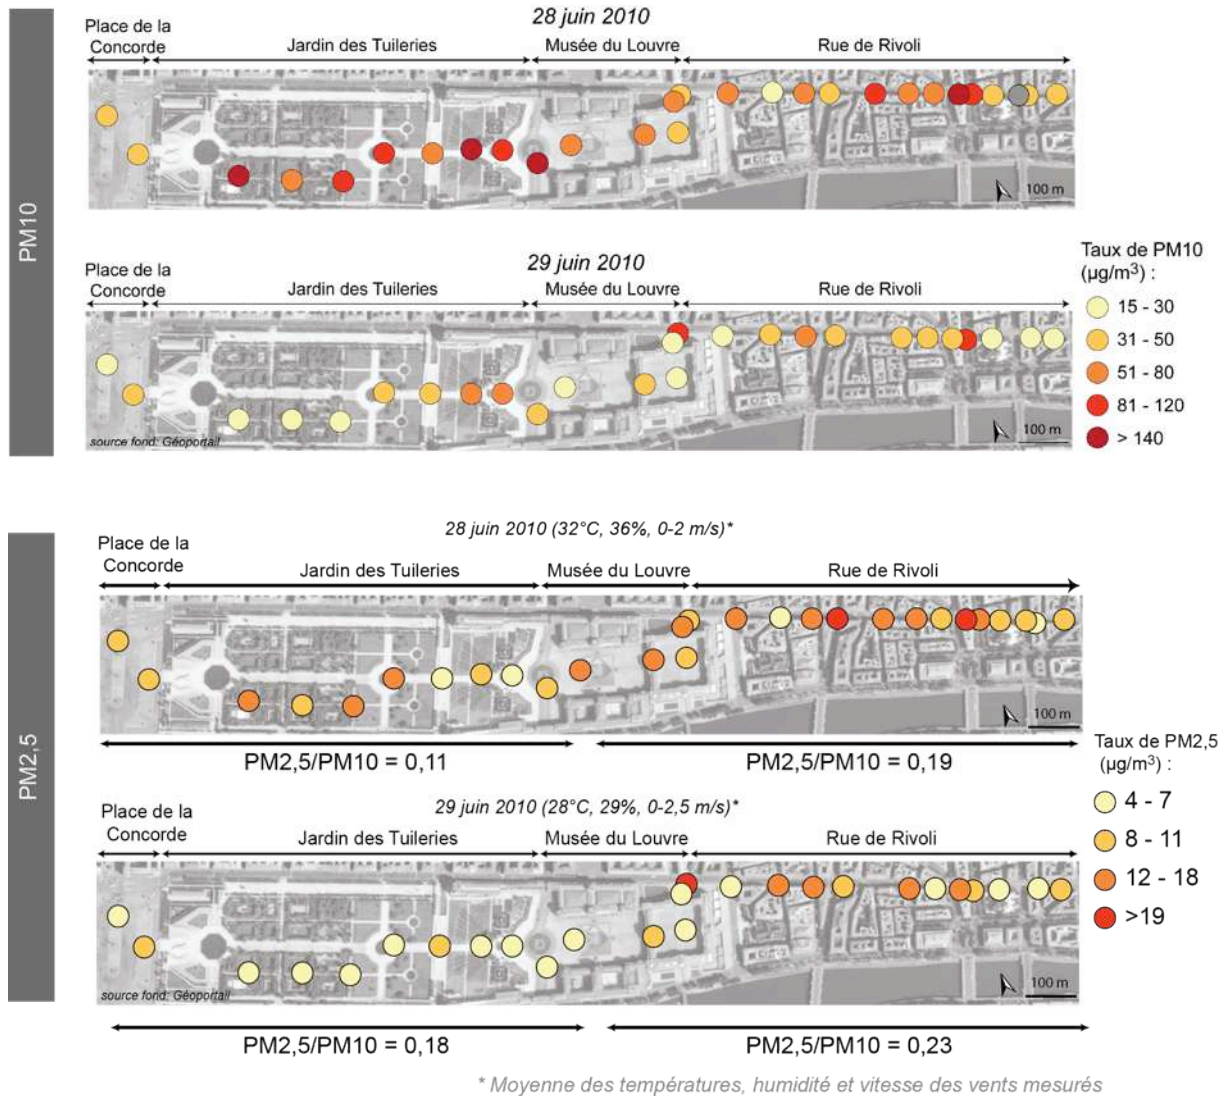 PM10
28 juin 2010
Place de la
Concorde
Jardin des Tuileries
Musée du Louvre
Rue de Rivoli
100 m
29 juin 2010
Place de la
Concorde
Jardin des Tuileries
Musée du Louvre
Rue de Rivoli
source fond: Géoportail
100 m
Taux de PM10
(µg/m³) :
15 - 30
31 - 50
51 - 80
81 - 120
> 140
PM2,5
28 juin 2010 (32°C, 36%, 0-2 m/s)*
Place de la
Concorde
Jardin des Tuileries
Musée du Louvre
Rue de Rivoli
100 m
PM2,5/PM10 = 0,11
PM2,5/PM10 = 0,19
29 juin 2010 (28°C, 29%, 0-2,5 m/s)*
Place de la
Concorde
Jardin des Tuileries
Musée du Louvre
Rue de Rivoli
source fond: Géoportail
100 m
PM2,5/PM10 = 0,18
PM2,5/PM10 = 0,23
Taux de PM2,5
(µg/m³) :
4 - 7
8 - 11
12 - 18
>19
* Moyenne des températures, humidité et vitesse des vents mesurés